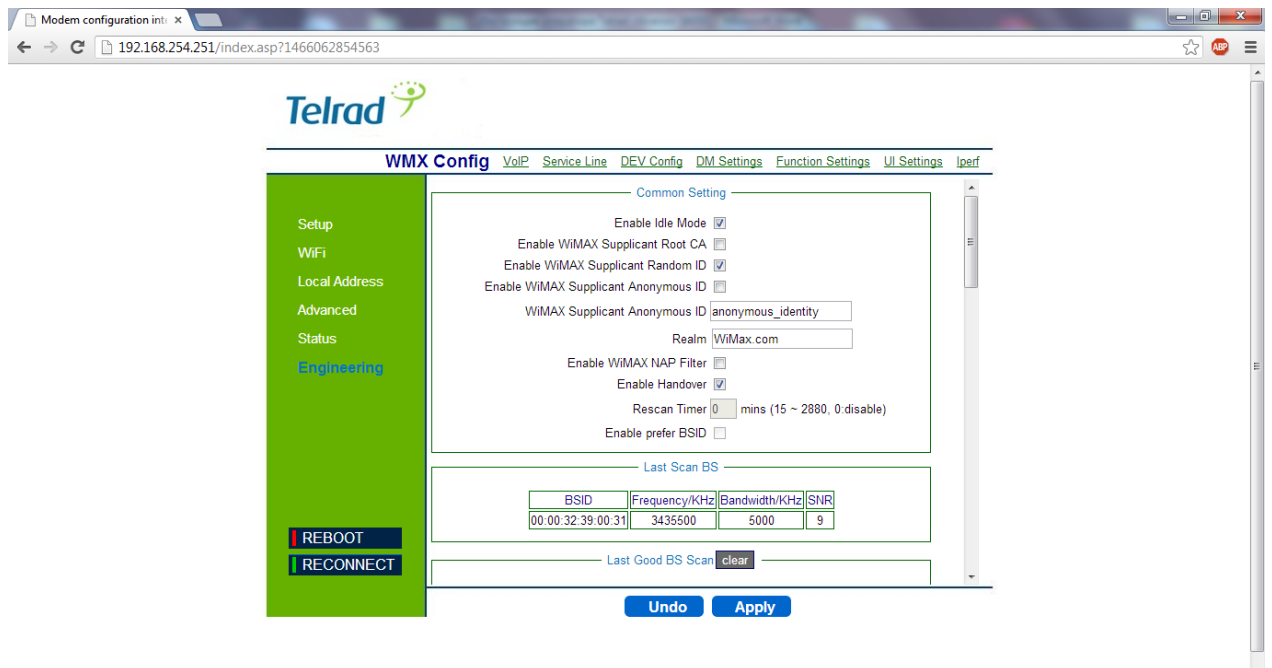 Modem configuration inte
192.168.254.251/index.asp?1466062854563
ABP
Telrad
WMX Config VoIP Service Line DEV Config DM Settings Function Settings UI Settings Iperf
Setup
WiFi
Local Address
Advanced
Status
Engineering
REBOOT
RECONNECT
Common Setting
Enable Idle Mode
Enable WiMAX Supplicant Root CA
Enable WiMAX Supplicant Random ID
Enable WiMAX Supplicant Anonymous ID
WiMAX Supplicant Anonymous ID anonymous_identity
Realm WiMax.com
Enable WiMAX NAP Filter
Enable Handover
Rescan Timer 0 mins (15 ~ 2880, 0:disable)
Enable prefer BSID
Last Scan BS
BSID Frequency/KHz Bandwidth/KHz SNR
00:00:32:39:00:31 3435500 5000 9
Last Good BS Scan clear
Undo Apply